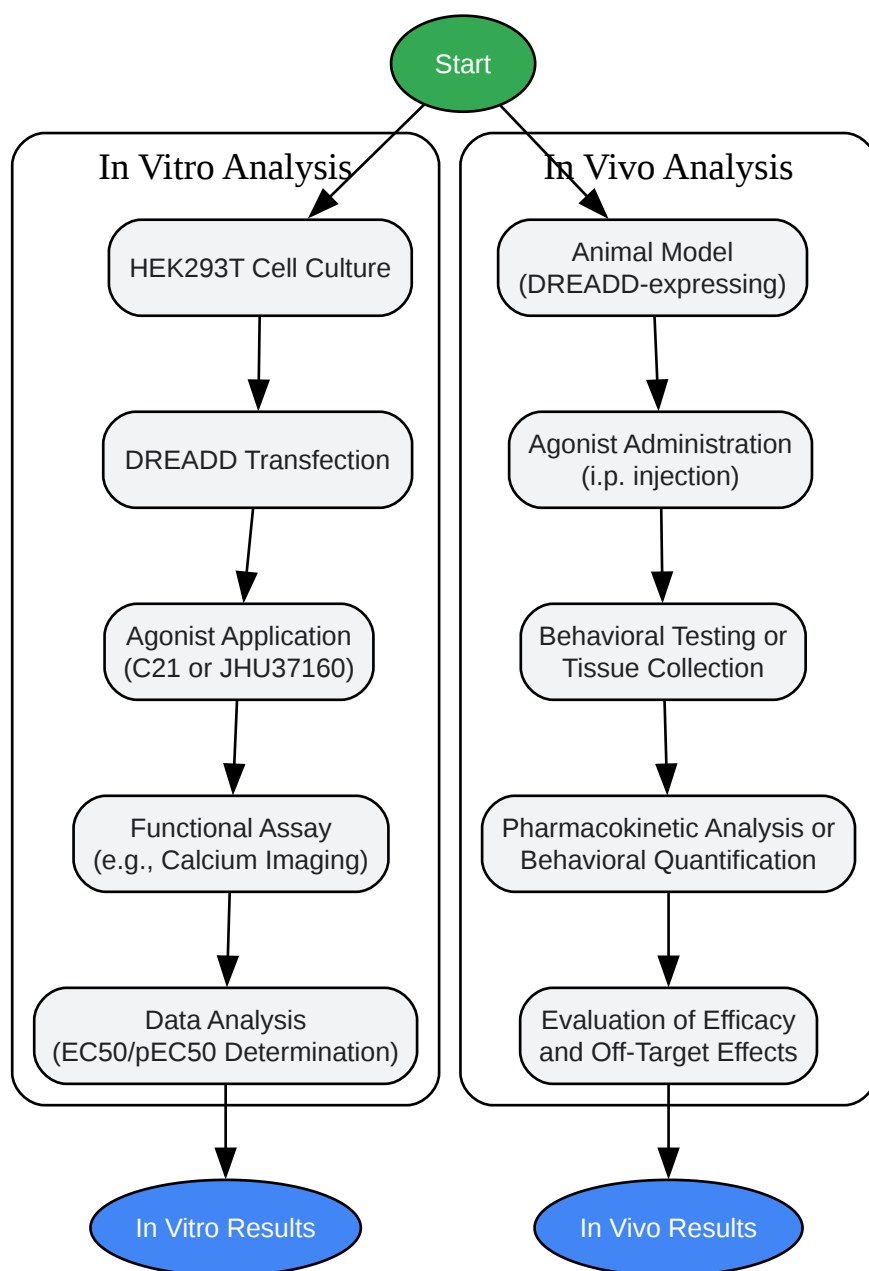 Start
In Vitro Analysis
HEK293T Cell Culture
DREADD Transfection
Agonist Application
(C21 or JHU37160)
Functional Assay
(e.g., Calcium Imaging)
Data Analysis
(EC50/pEC50 Determination)
In Vitro Results
In Vivo Analysis
Animal Model
(DREADD-expressing)
Agonist Administration
(i.p. injection)
Behavioral Testing or
Tissue Collection
Pharmacokinetic Analysis or
Behavioral Quantification
Evaluation of Efficacy
and Off-Target Effects
In Vivo Results